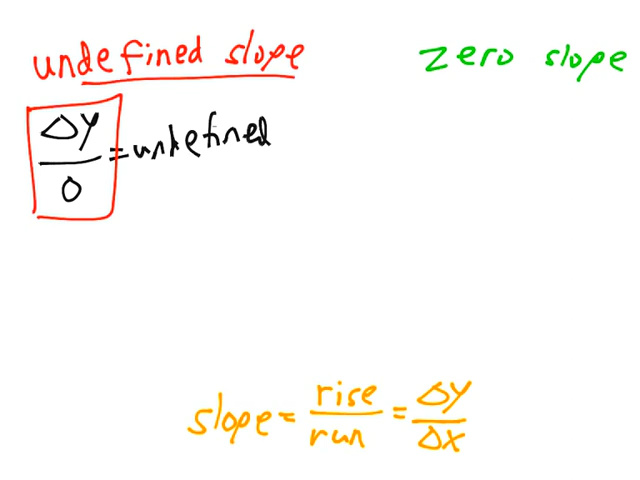 undefined slope
zero slope
ΔY/0 = undefined
slope = rise/run = ΔY/ΔX